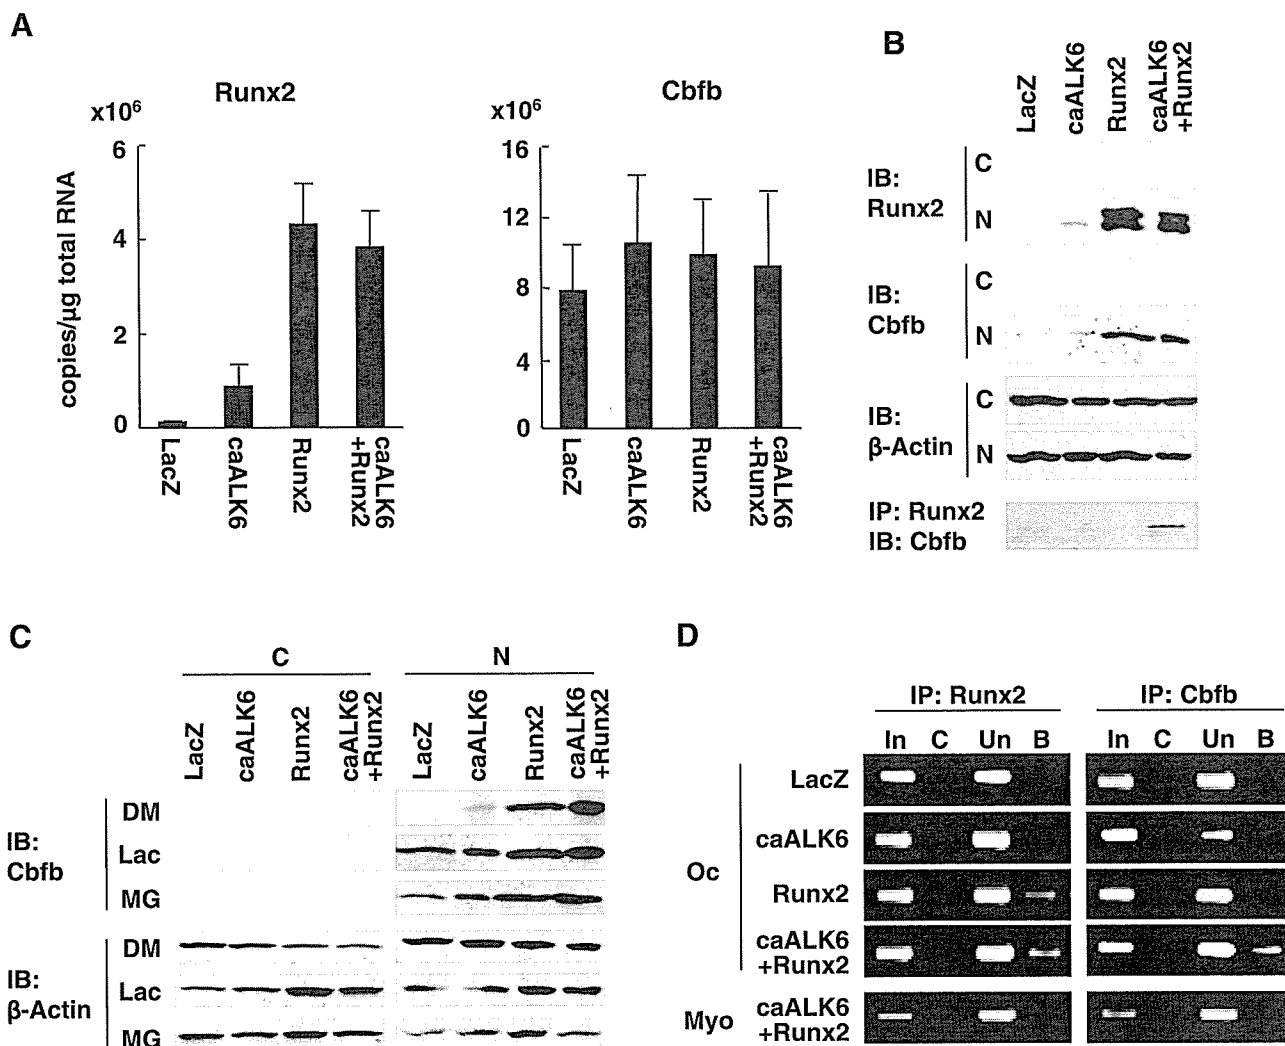 A
Runx2
x10⁶
copies/µg total RNA
6
4
2
0
LacZ
caALK6
Runx2
caALK6
+Runx2
Cbfb
x10⁶
16
12
8
4
0
LacZ
caALK6
Runx2
caALK6
+Runx2
B
LacZ
caALK6
Runx2
caALK6
+Runx2
IB:
Runx2
C
N
IB:
Cbfb
C
N
IB:
β-Actin
C
N
IP: Runx2
IB: Cbfb
C
C
N
LacZ
caALK6
Runx2
caALK6
+Runx2
LacZ
caALK6
Runx2
caALK6
+Runx2
IB:
Cbfb
DM
Lac
MG
IB:
β-Actin
DM
Lac
MG
D
IP: Runx2
IP: Cbfb
In C Un B
In C Un B
Oc
LacZ
caALK6
Runx2
caALK6
+Runx2
Myo
caALK6
+Runx2